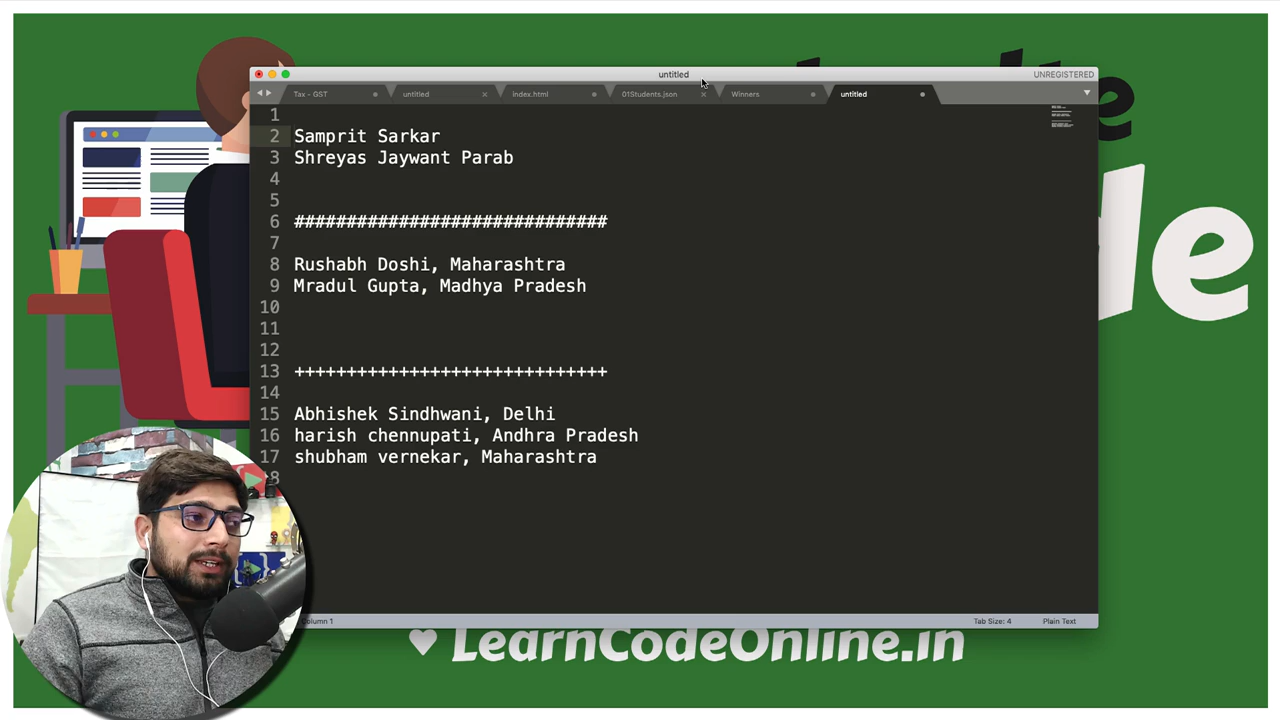 untitled
UNREGISTERED
Tax - GST
untitled
index.html
01Students.json
Winners
untitled
1
2 Samprit Sarkar
3 Shreyas Jaywant Parab
4
5
6 ##############################
7
8 Rushabh Doshi, Maharashtra
9 Mradul Gupta, Madhya Pradesh
10
11
12
13 ++++++++++++++++++++++++++++++
14
15 Abhishek Sindhwani, Delhi
16 harish chennupati, Andhra Pradesh
17 shubham vernekar, Maharashtra
Column 1
Tab Size: 4
Plain Text
LearnCodeOnline.in